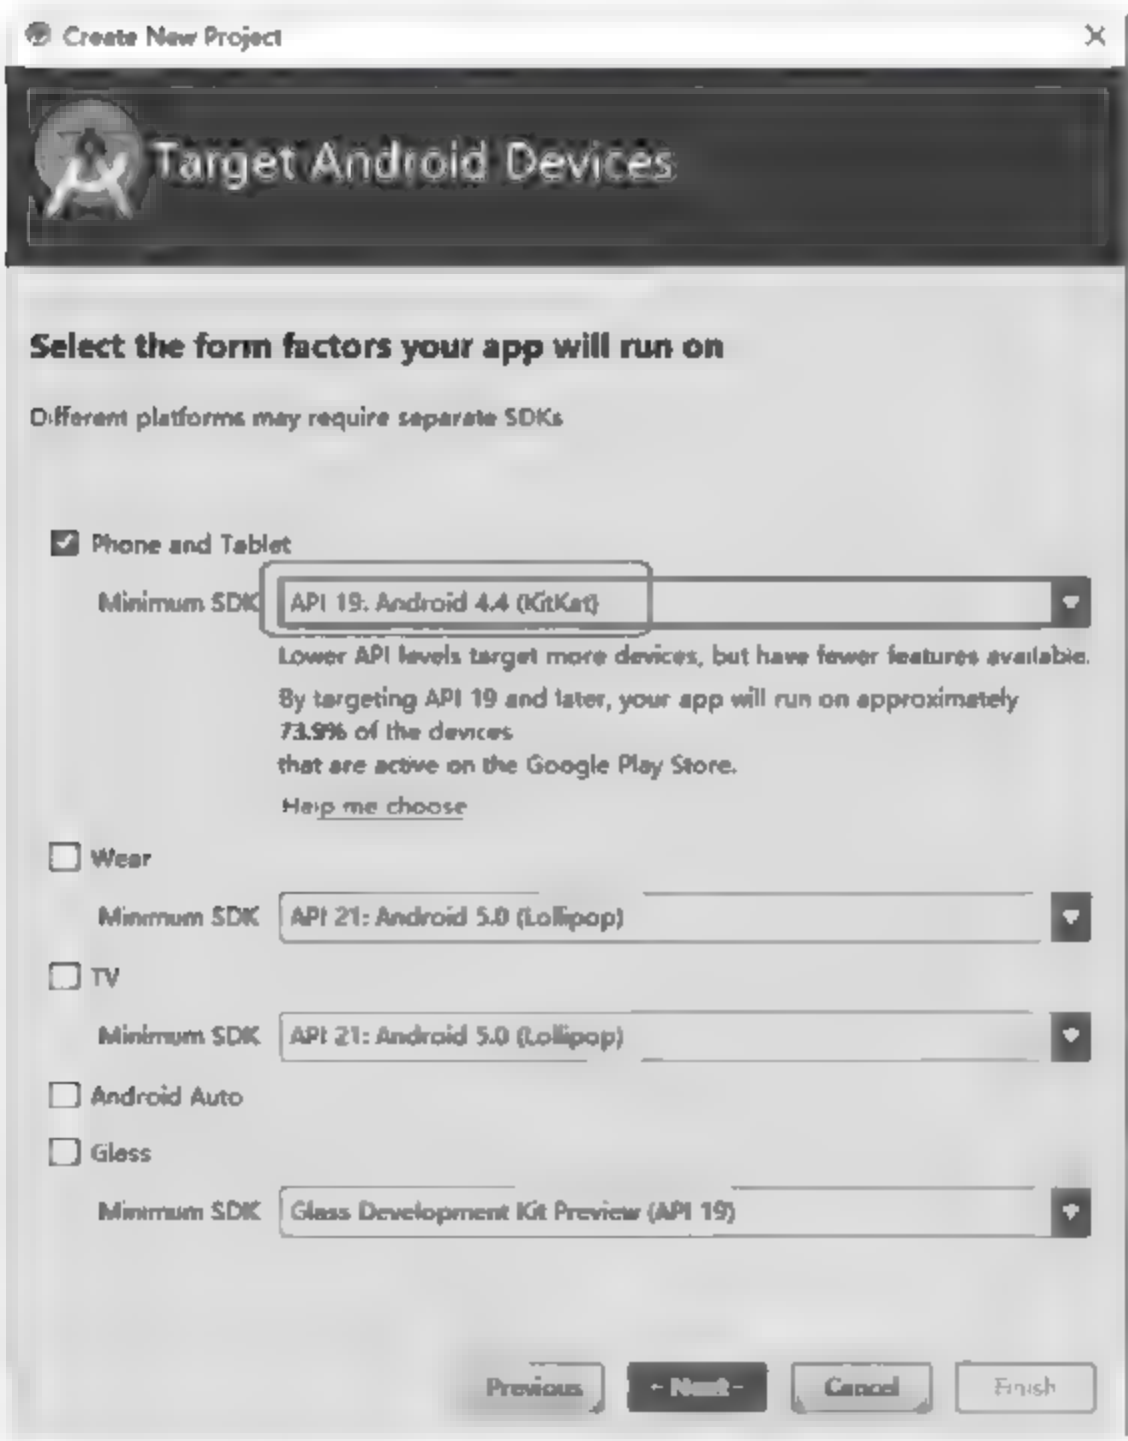 Create New Project
Target Android Devices
Select the form factors your app will run on
Different platforms may require separate SDKs
Phone and Tablet
Minimum SDK API 19: Android 4.4 (KitKat)
Lower API levels target more devices, but have fewer features available.
By targeting API 19 and later, your app will run on approximately
73.9% of the devices
that are active on the Google Play Store.
Help me choose
Wear
Minimum SDK API 21: Android 5.0 (Lollipop)
TV
Minimum SDK API 21: Android 5.0 (Lollipop)
Android Auto
Glass
Minimum SDK Glass Development Kit Preview (API 19)
Previous Next Cancel Finish